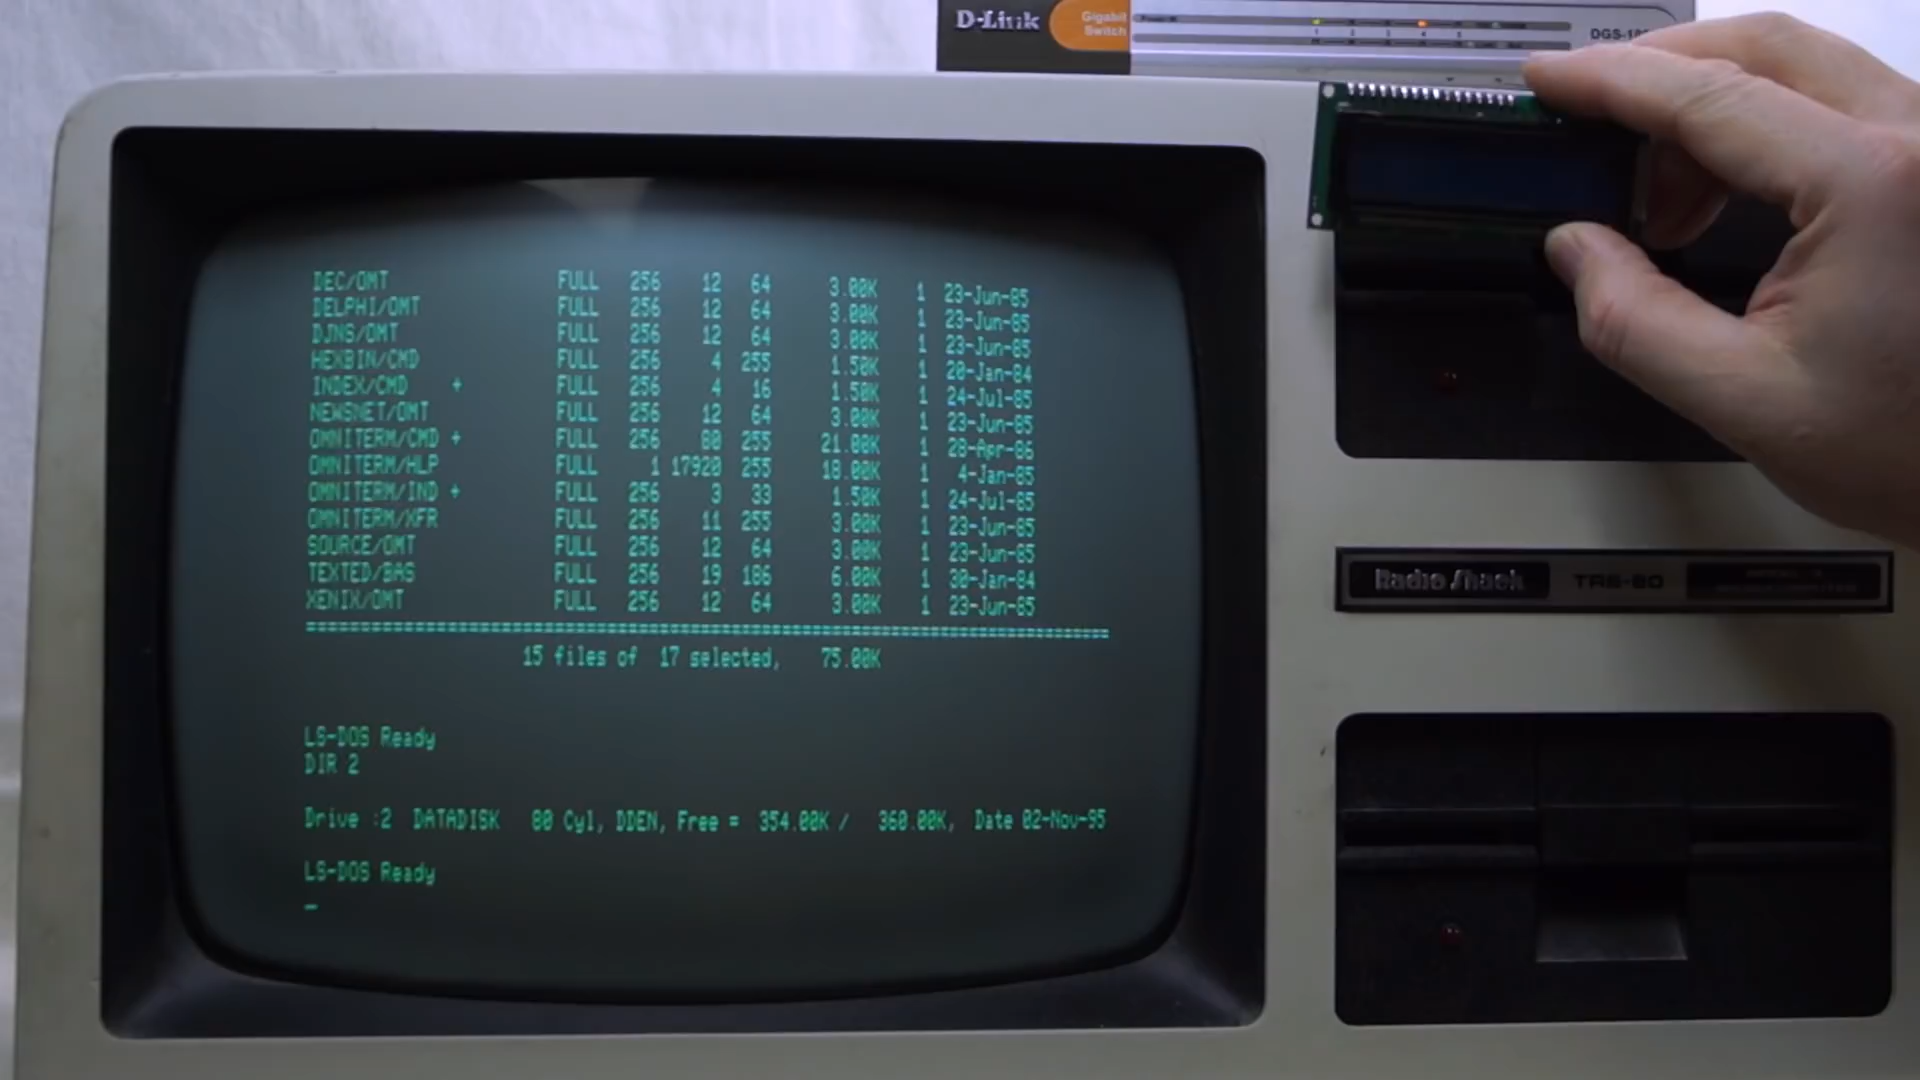 D-Link
Gigabit
Switch
1 2 3 4 5
DEC/OMT FULL 256 12 64 3.00K 1 23-Jun-85
DELPHI/OMT FULL 256 12 64 3.00K 1 23-Jun-85
DJNS/OMT FULL 256 12 64 3.00K 1 23-Jun-85
HEXBIN/CMD FULL 256 4 255 1.50K 1 20-Jan-84
INDEX/CMD + FULL 256 4 16 1.50K 1 24-Jul-85
NEWSNET/OMT FULL 256 12 64 3.00K 1 23-Jun-85
OMNITERM/CMD + FULL 256 80 255 21.00K 1 28-Apr-86
OMNITERM/HLP FULL 1 17920 255 18.00K 1 4-Jan-85
OMNITERM/IND + FULL 256 3 33 1.50K 1 24-Jul-85
OMNITERM/XFR FULL 256 11 255 3.00K 1 23-Jun-85
SOURCE/OMT FULL 256 12 64 3.00K 1 23-Jun-85
TEXTED/BAS FULL 256 19 186 6.00K 1 30-Jan-84
XENIX/OMT FULL 256 12 64 3.00K 1 23-Jun-85
15 files of 17 selected, 75.00K
LS-DOS Ready
DIR 2
Drive :2 DATADISK 80 Cyl, DDEN, Free = 354.00K / 360.00K, Date 02-Nov-95
LS-DOS Ready
Radio Shack TRS-80